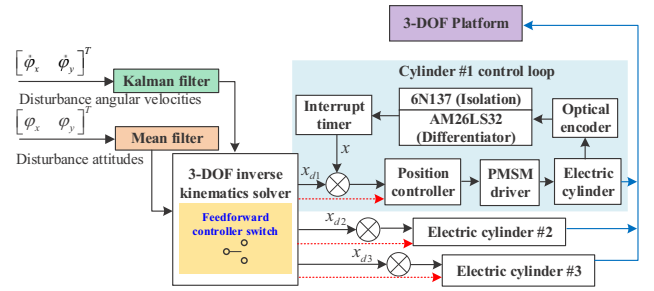 3-DOF Platform
[φ̇x φ̇y]^T
Kalman filter
Disturbance angular velocities
[φx φy]^T
Mean filter
Disturbance attitudes
3-DOF inverse
kinematics solver
Feedforward
controller switch
Cylinder #1 control loop
Interrupt
timer
6N137 (Isolation)
AM26LS32
(Differentiator)
Optical
encoder
x
xd1
Position
controller
PMSM
driver
Electric
cylinder
xd2
Electric cylinder #2
xd3
Electric cylinder #3